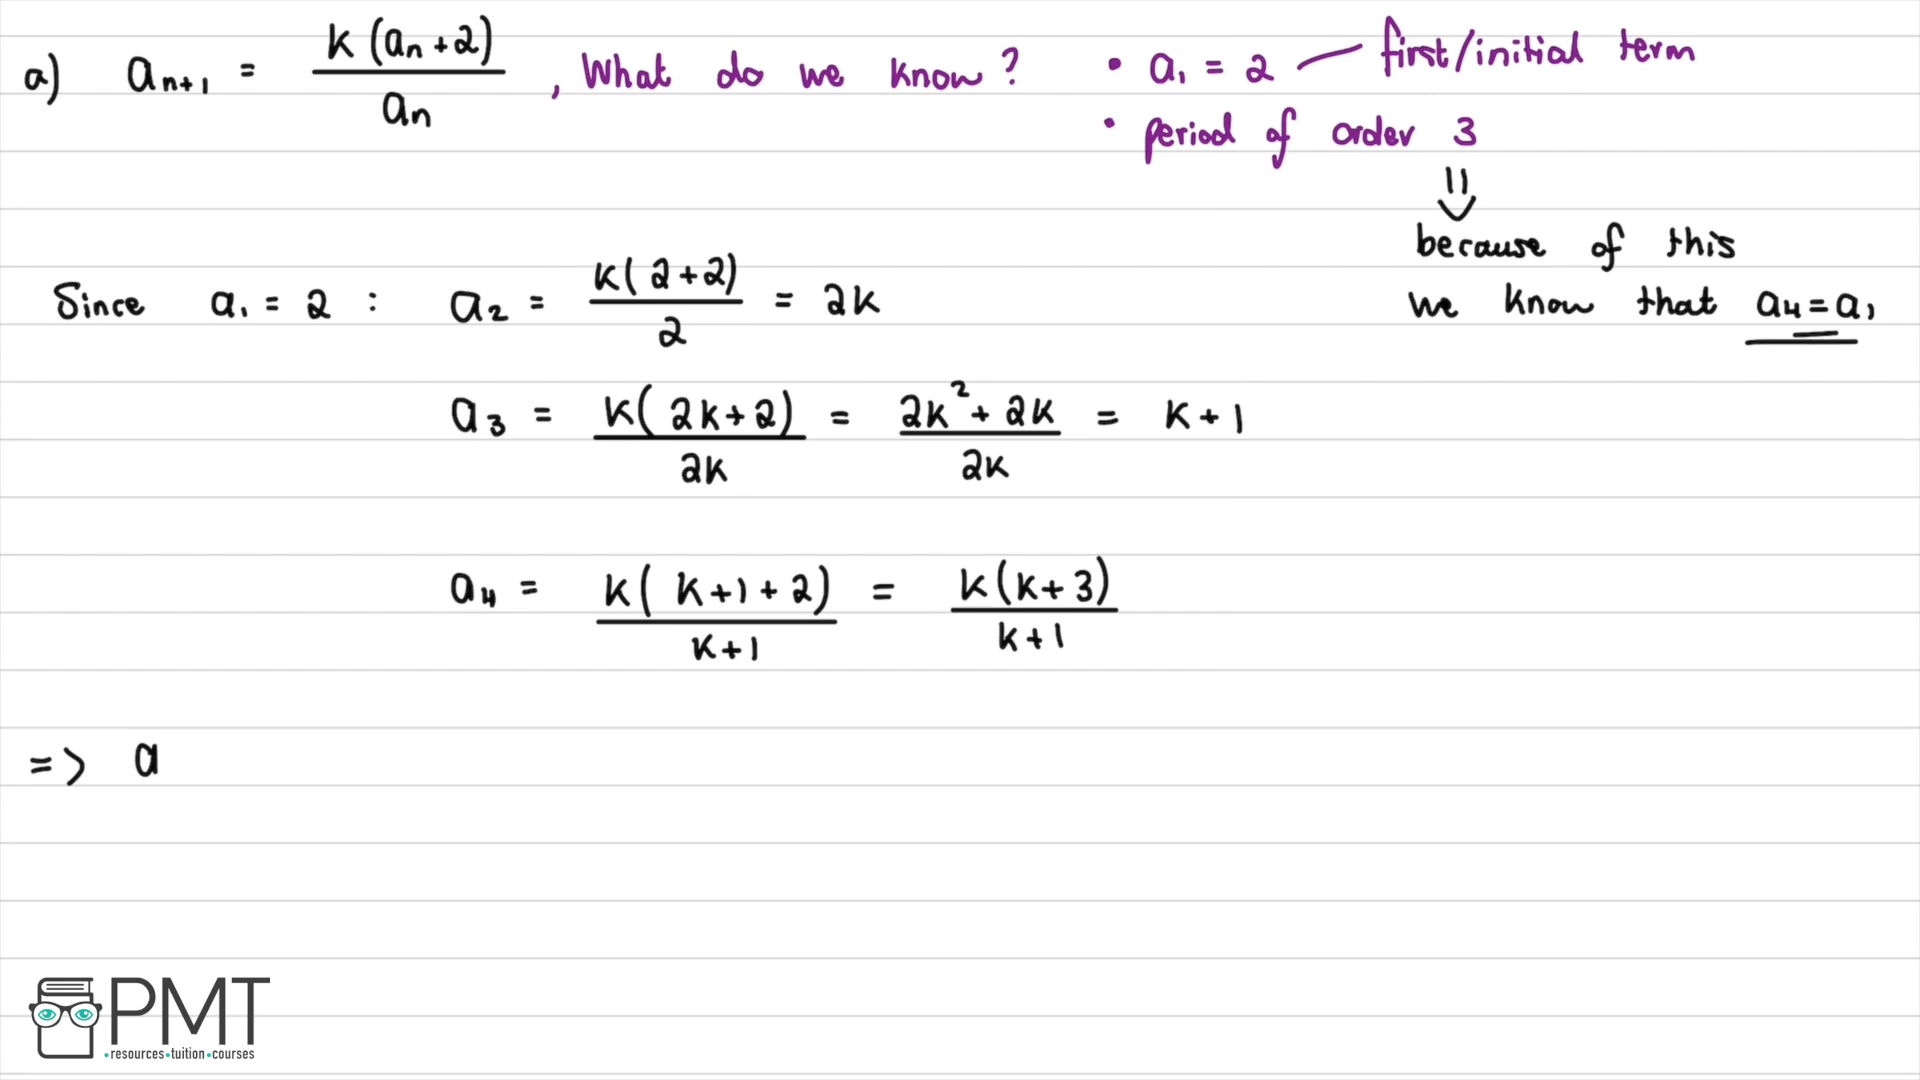 a) aₙ₊₁ = k(aₙ+2)/aₙ , What do we know? • a₁ = 2 — first/initial term
• period of order 3
⇓
because of this
we know that a₄=a₁
Since a₁ = 2 : a₂ = k(2+2)/2 = 2k
a₃ = k(2k+2)/2k = 2k²+2k/2k = k+1
a₄ = k(k+1+2)/k+1 = k(k+3)/k+1
=> a
PMT
•resources•tuition•courses